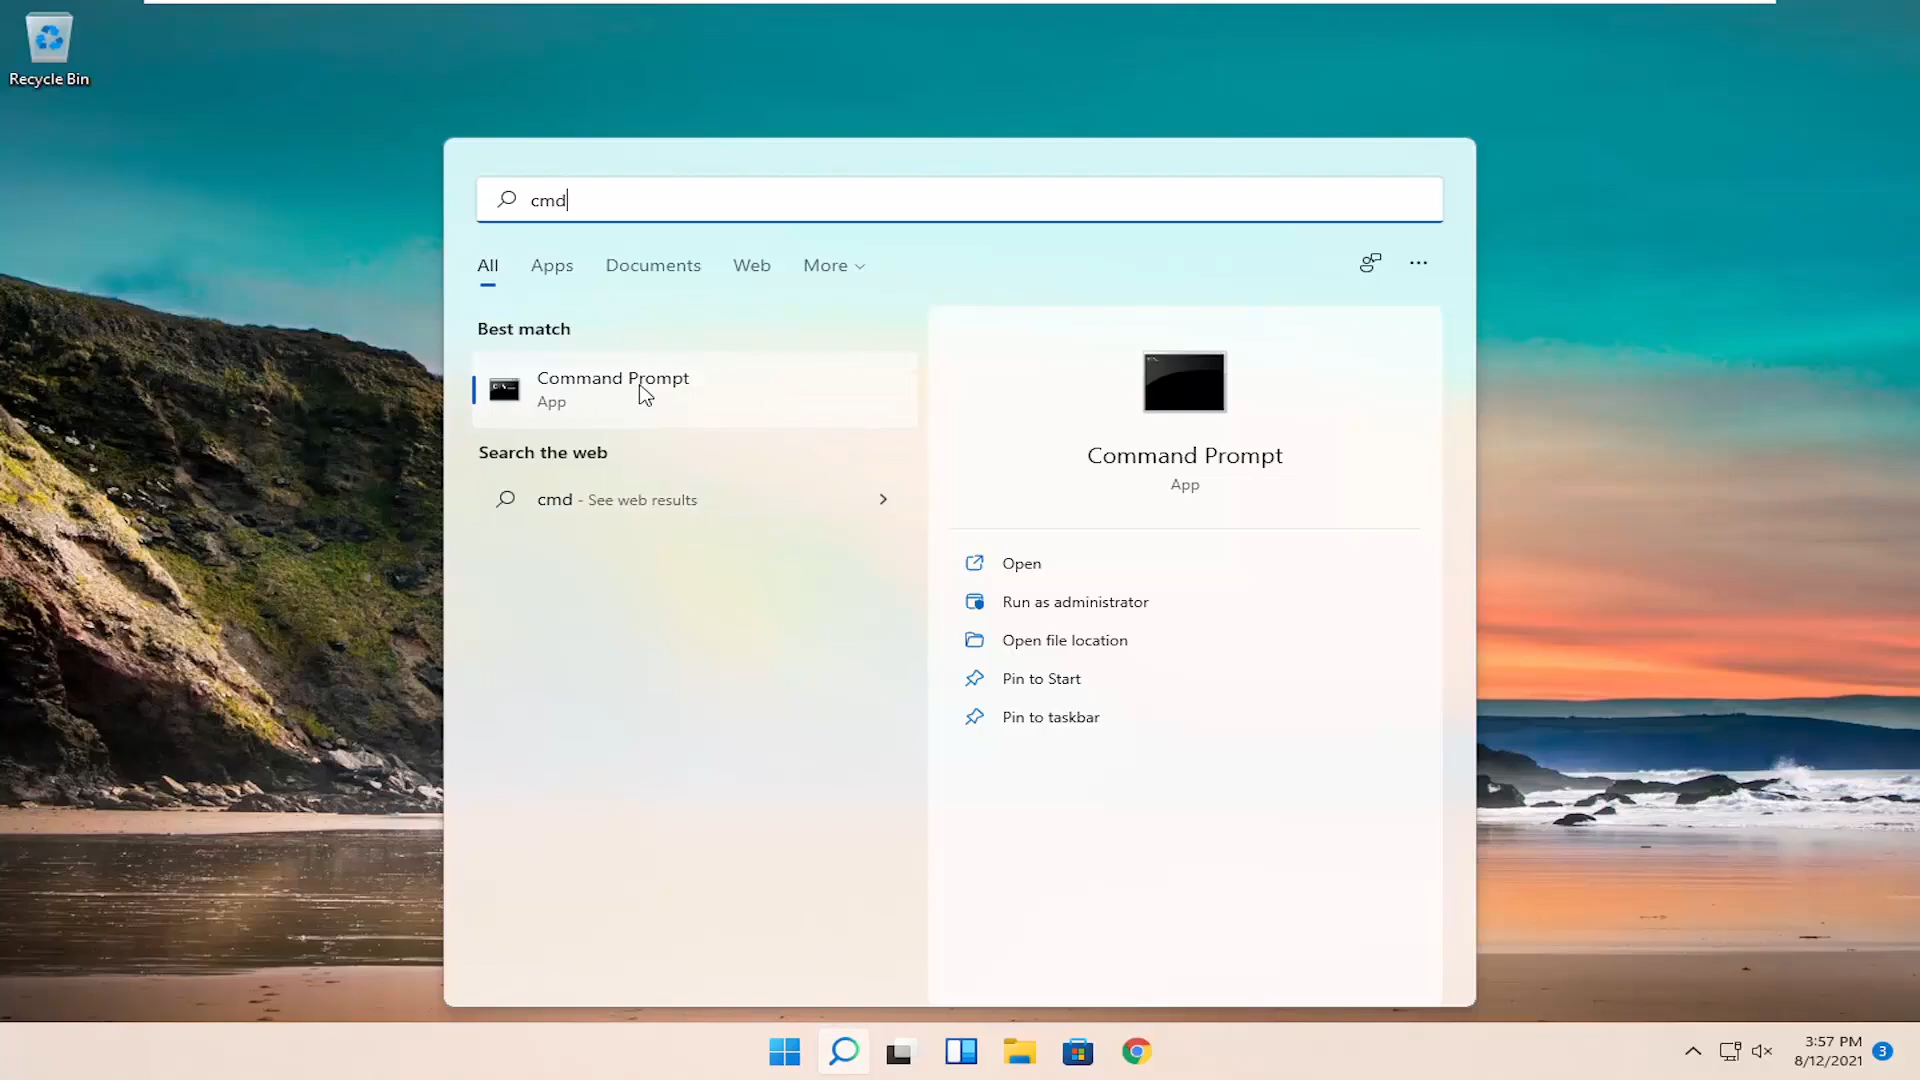 Recycle Bin
cmd
All Apps Documents Web More
Best match
Command Prompt
App
Search the web
cmd - See web results
Command Prompt
App
Open
Run as administrator
Open file location
Pin to Start
Pin to taskbar
3:57 PM
8/12/2021
3